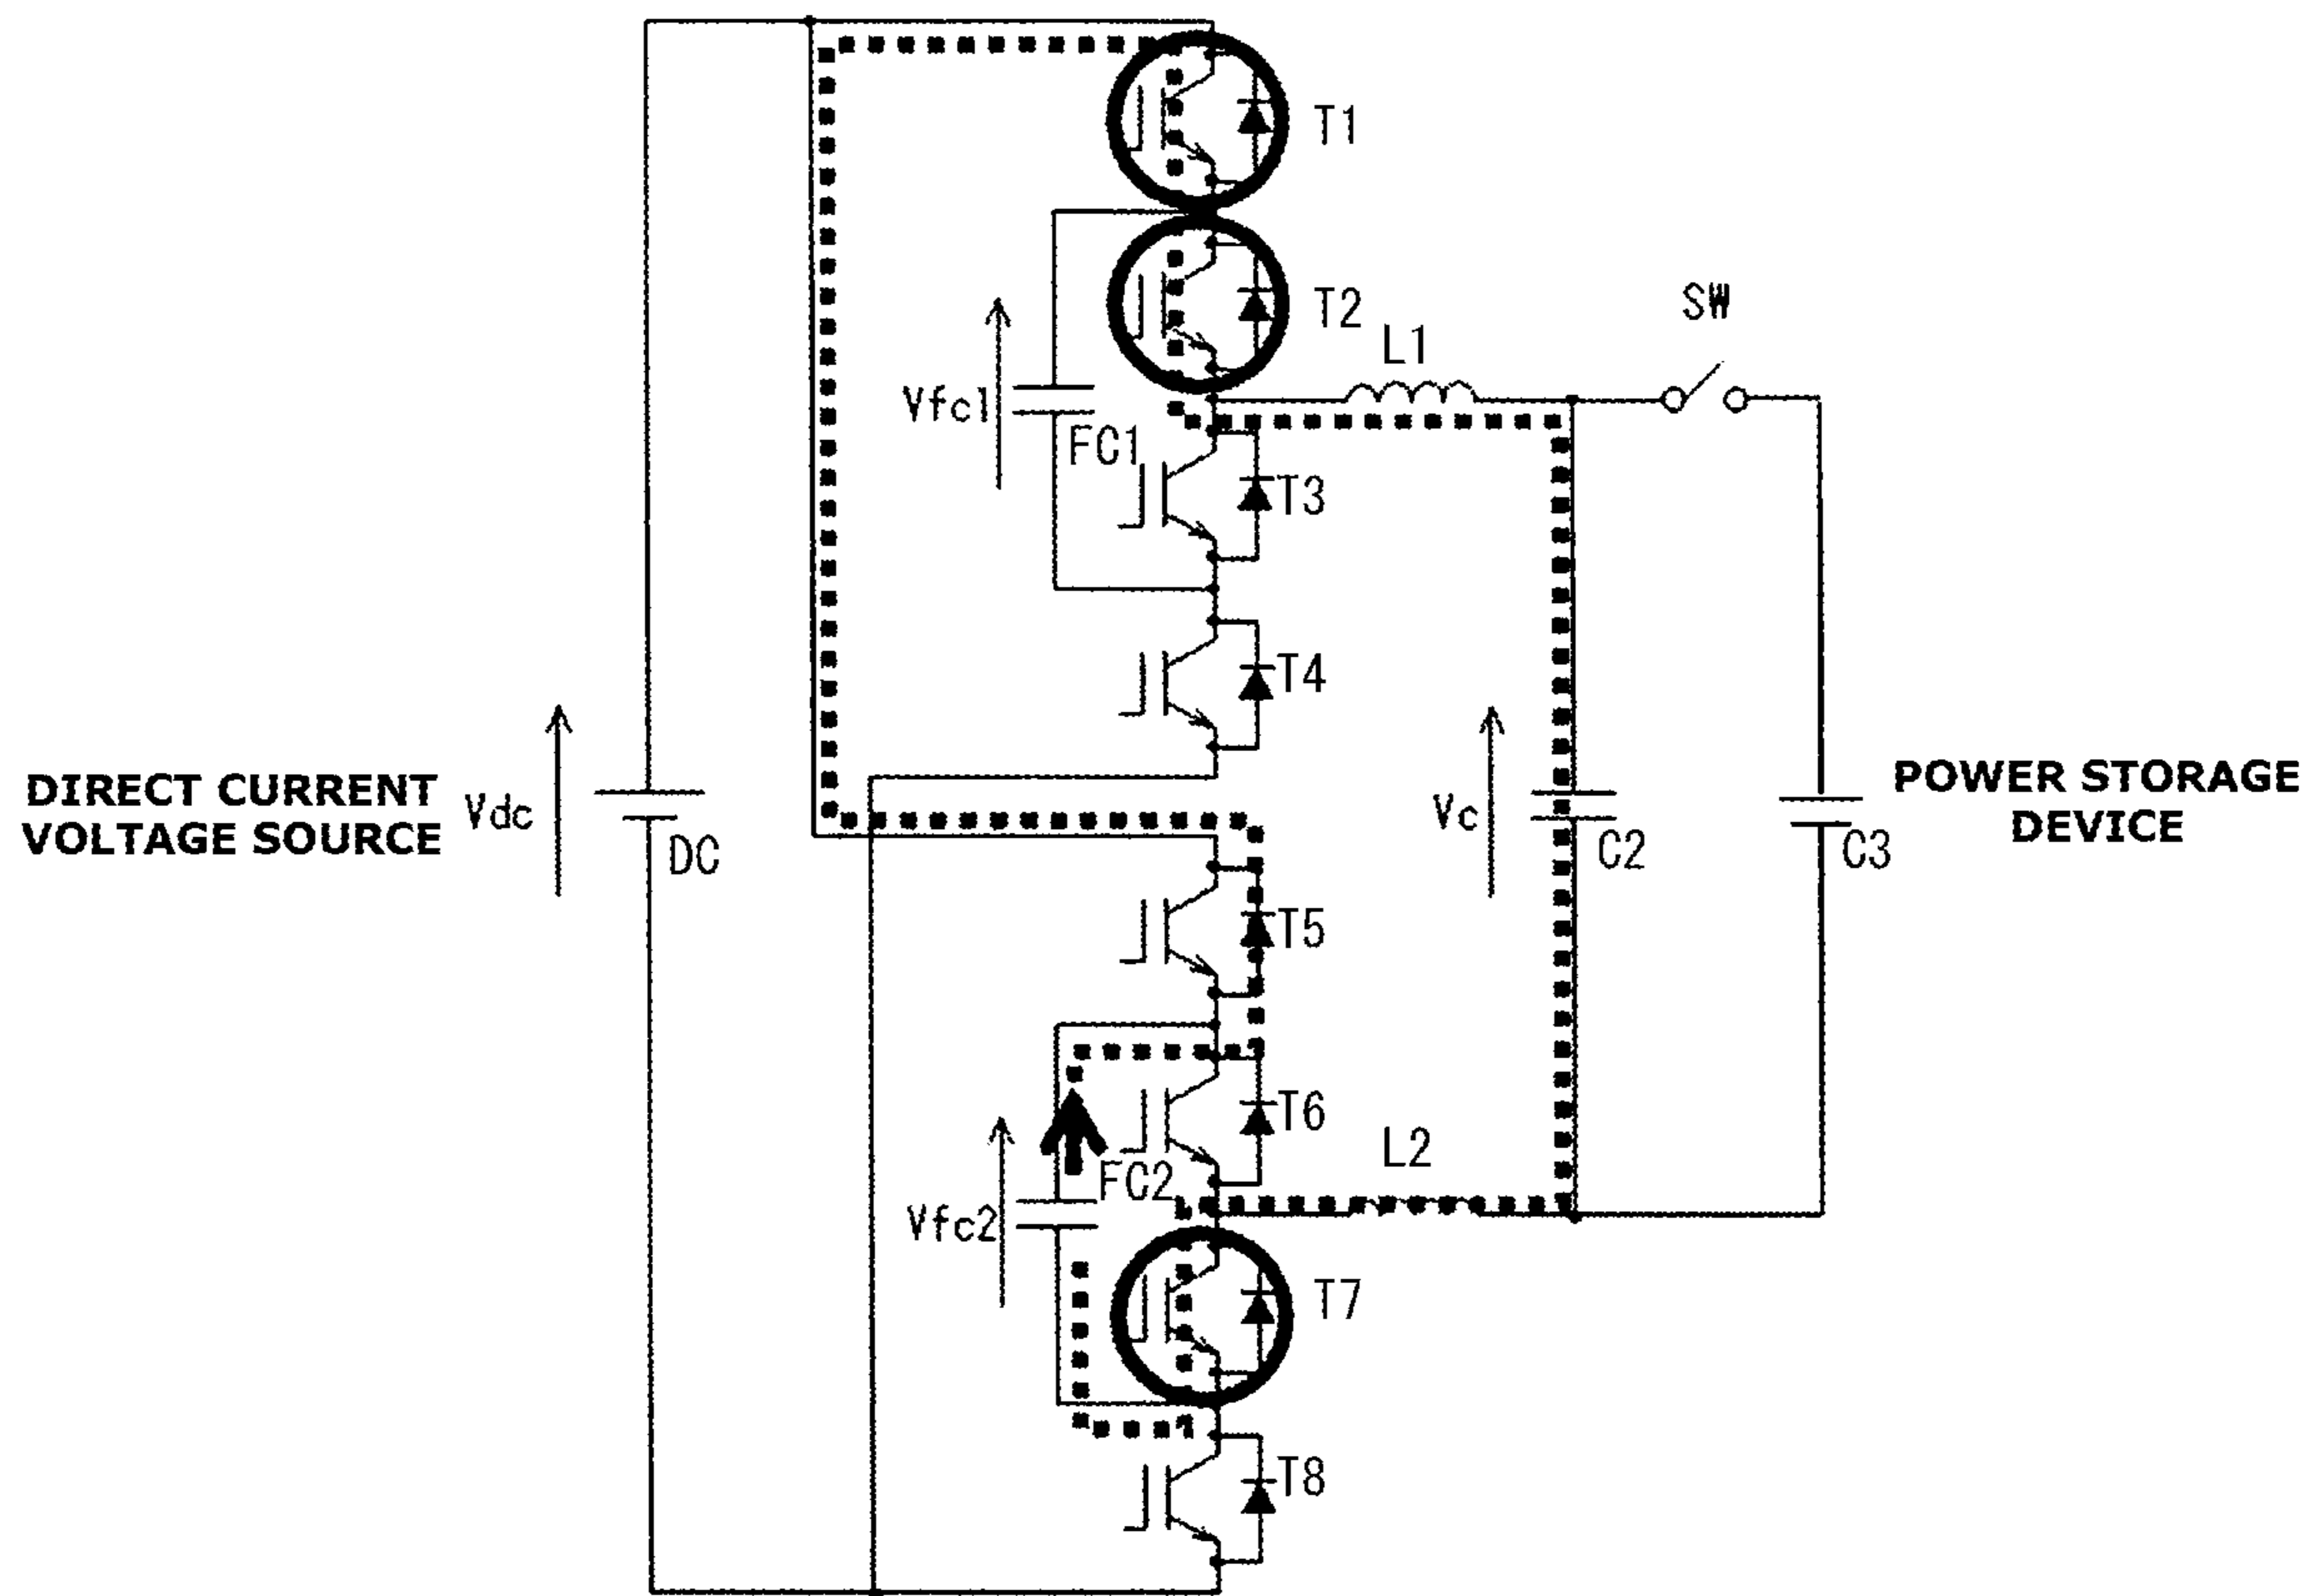 T1
T2
SW
L1
Vfc1
FC1
T3
T4
DIRECT CURRENT
VOLTAGE SOURCE
Vdc
DC
Vc
C2
C3
POWER STORAGE
DEVICE
T5
T6
L2
FC2
Vfc2
T7
T8